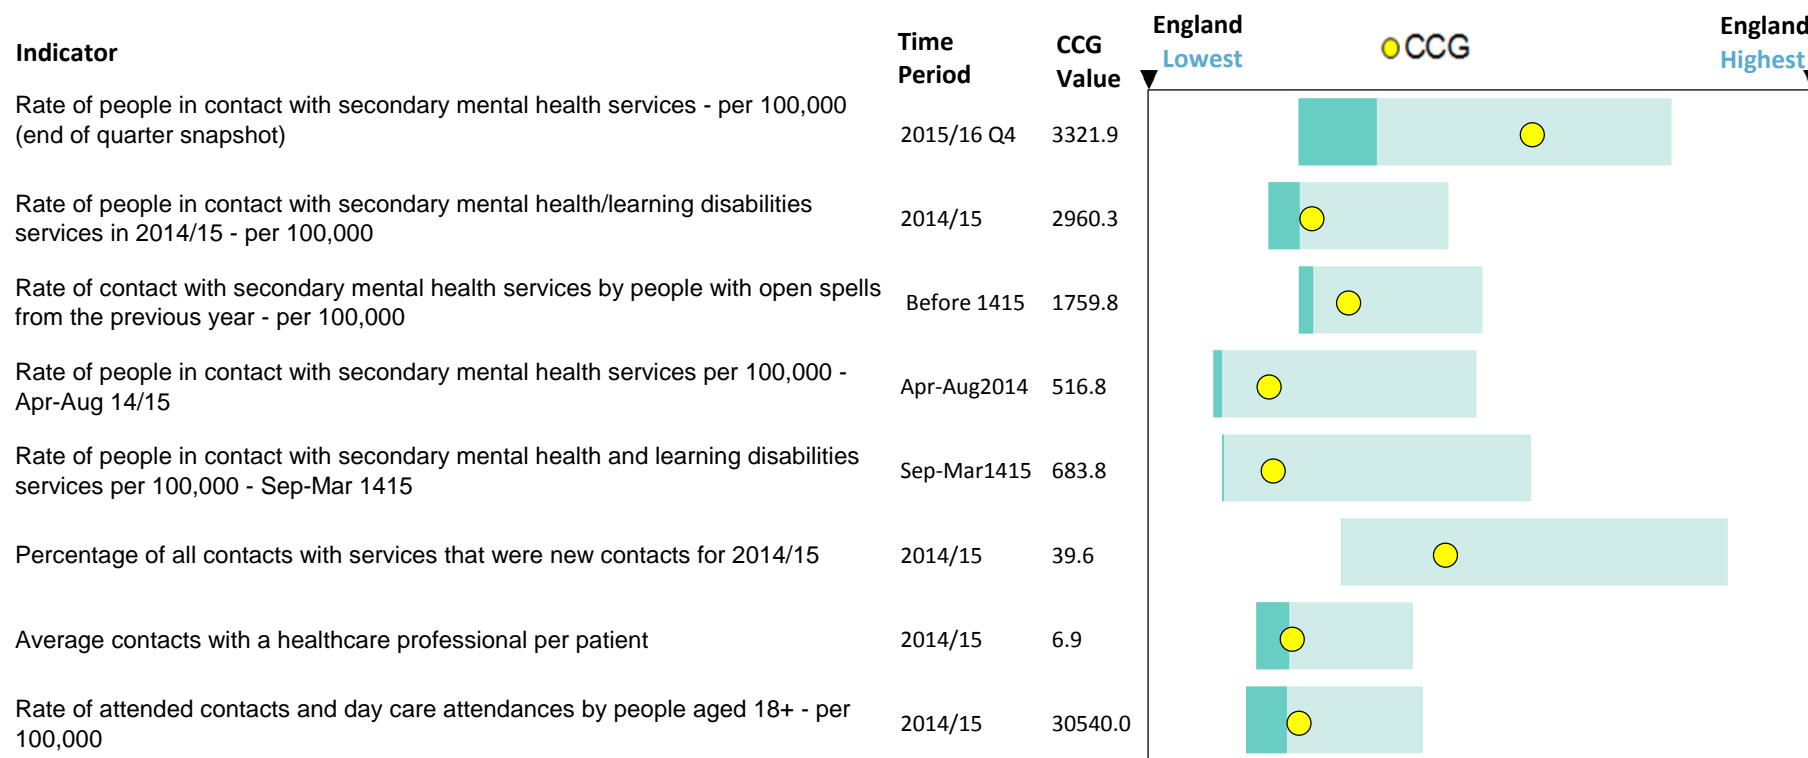 Indicator
Time
Period
CCG
Value
England
Lowest
CCG
England
Highest
Rate of people in contact with secondary mental health services - per 100,000
(end of quarter snapshot)
2015/16 Q4
3321.9
Rate of people in contact with secondary mental health/learning disabilities
services in 2014/15 - per 100,000
2014/15
2960.3
Rate of contact with secondary mental health services by people with open spells
from the previous year - per 100,000
Before 1415
1759.8
Rate of people in contact with secondary mental health services per 100,000 -
Apr-Aug 14/15
Apr-Aug2014
516.8
Rate of people in contact with secondary mental health and learning disabilities
services per 100,000 - Sep-Mar 1415
Sep-Mar1415
683.8
Percentage of all contacts with services that were new contacts for 2014/15
2014/15
39.6
Average contacts with a healthcare professional per patient
2014/15
6.9
Rate of attended contacts and day care attendances by people aged 18+ - per
100,000
2014/15
30540.0